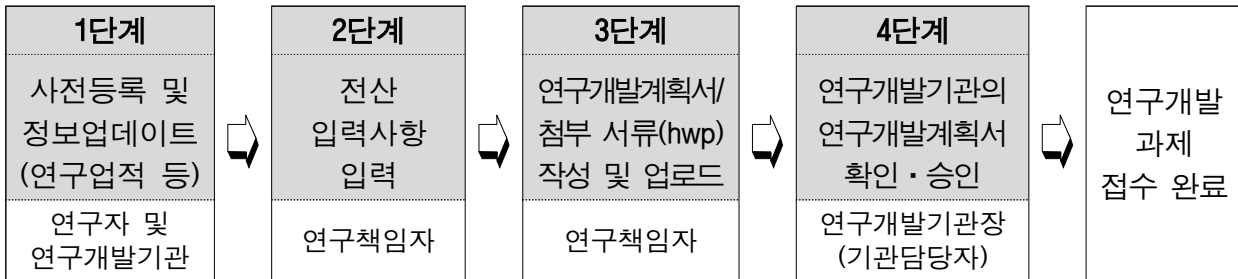 1단계
사전등록 및
정보업데이트
(연구업적 등)
연구자 및
연구개발기관
2단계
전산
입력사항
입력
연구책임자
3단계
연구개발계획서/
첨부 서류(hwp)
작성 및 업로드
연구책임자
4단계
연구개발기관의
연구개발계획서
확인・승인
연구개발기관장
(기관담당자)
연구개발
과제
접수 완료